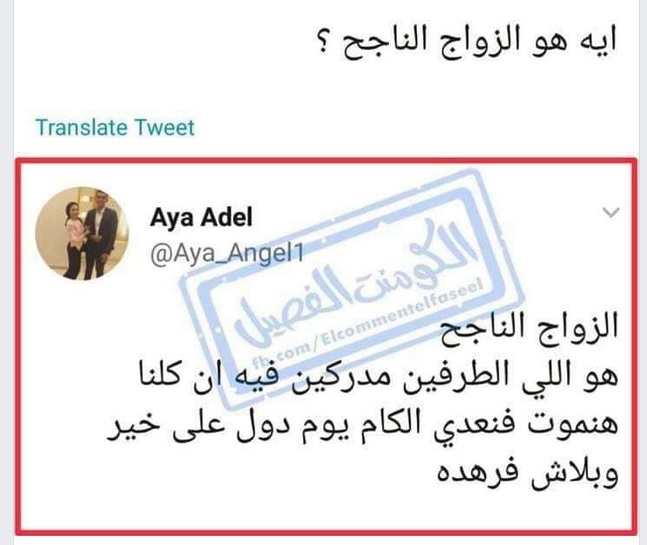 ايه هو الزواج الناجح ؟
Translate Tweet
Aya Adel
@Aya_Angel1
الكومنت الفصيل
fb.com/Elcommentelfaseel
الزواج الناجح
هو اللي الطرفين مدركين فيه ان كلنا
هنموت فنعدي الكام يوم دول على خير
وبلاش فرهده